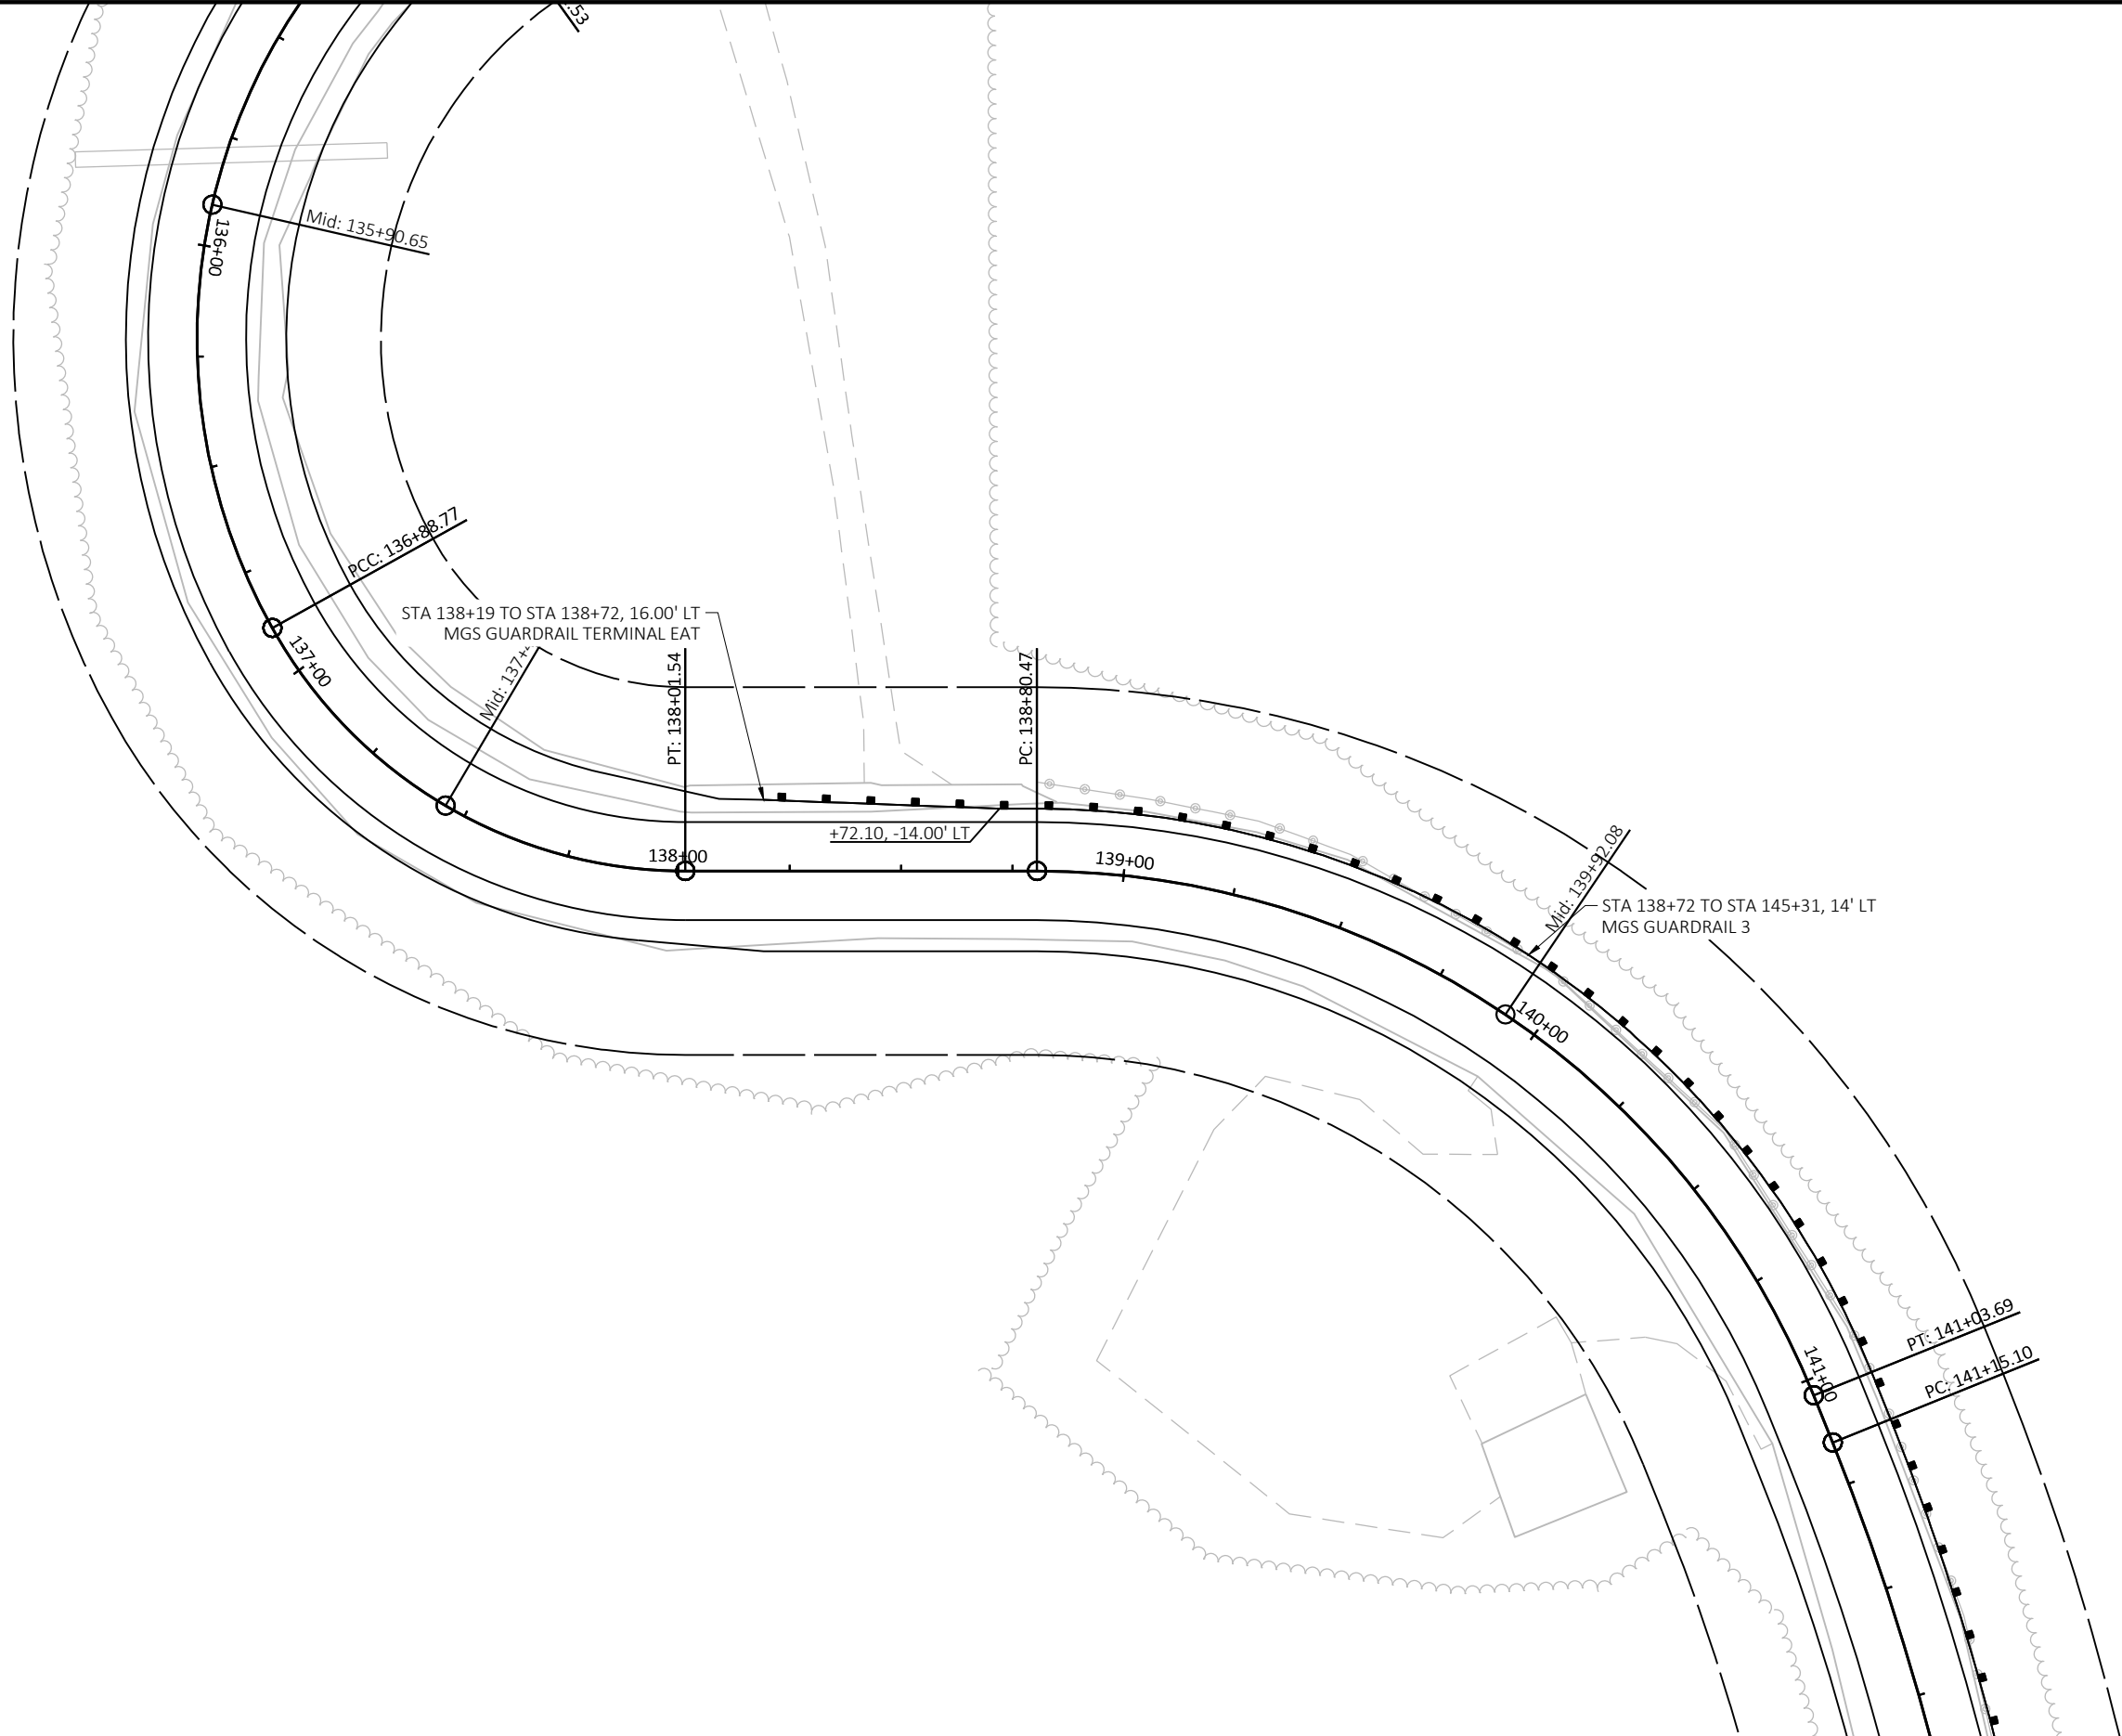 .53
Mid: 135+90.65
136+00
PCC: 136+88.77
137+00
STA 138+19 TO STA 138+72, 16.00' LT
MGS GUARDRAIL TERMINAL EAT
PT: 138+01.54
PC: 138+80.47
+72.10, -14.00' LT
138+00
139+00
Mid: 139+92.08
STA 138+72 TO STA 145+31, 14' LT
MGS GUARDRAIL 3
140+00
PT: 141+03.69
141+00
PC: 141+15.10